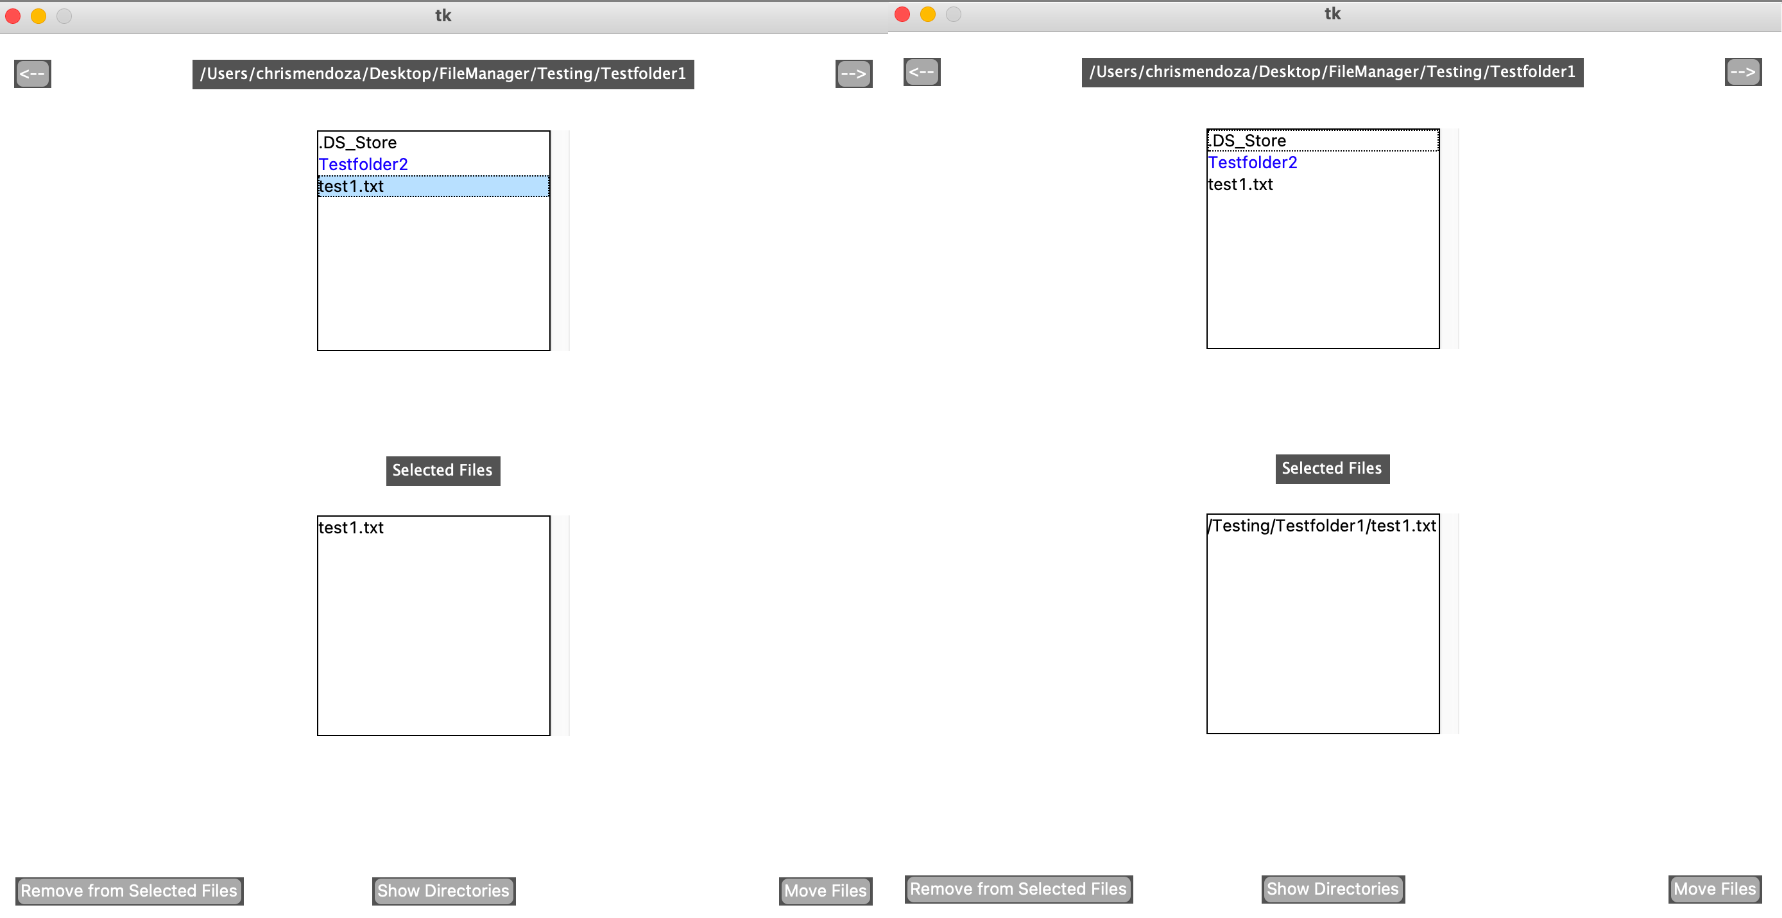 tk
<--
/Users/chrismendoza/Desktop/FileManager/Testing/Testfolder1
-->
.DS_Store
Testfolder2
test1.txt
Selected Files
test1.txt
Remove from Selected Files
Show Directories
Move Files
tk
<--
/Users/chrismendoza/Desktop/FileManager/Testing/Testfolder1
-->
.DS_Store
Testfolder2
test1.txt
Selected Files
/Testing/Testfolder1/test1.txt
Remove from Selected Files
Show Directories
Move Files